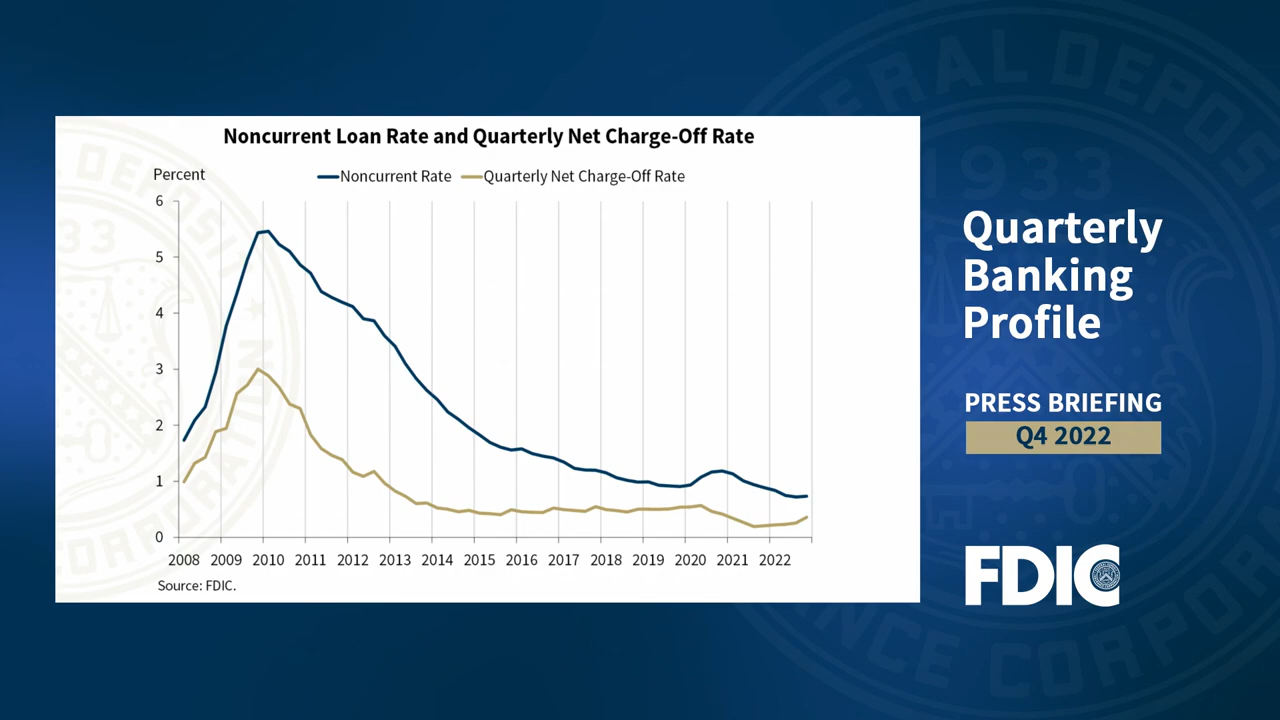 Noncurrent Loan Rate and Quarterly Net Charge-Off Rate
Percent
Noncurrent Rate Quarterly Net Charge-Off Rate
6
5
4
3
2
1
0
2008 2009 2010 2011 2012 2013 2014 2015 2016 2017 2018 2019 2020 2021 2022
Source: FDIC.
Quarterly
Banking
Profile
PRESS BRIEFING
Q4 2022
FDIC
1933